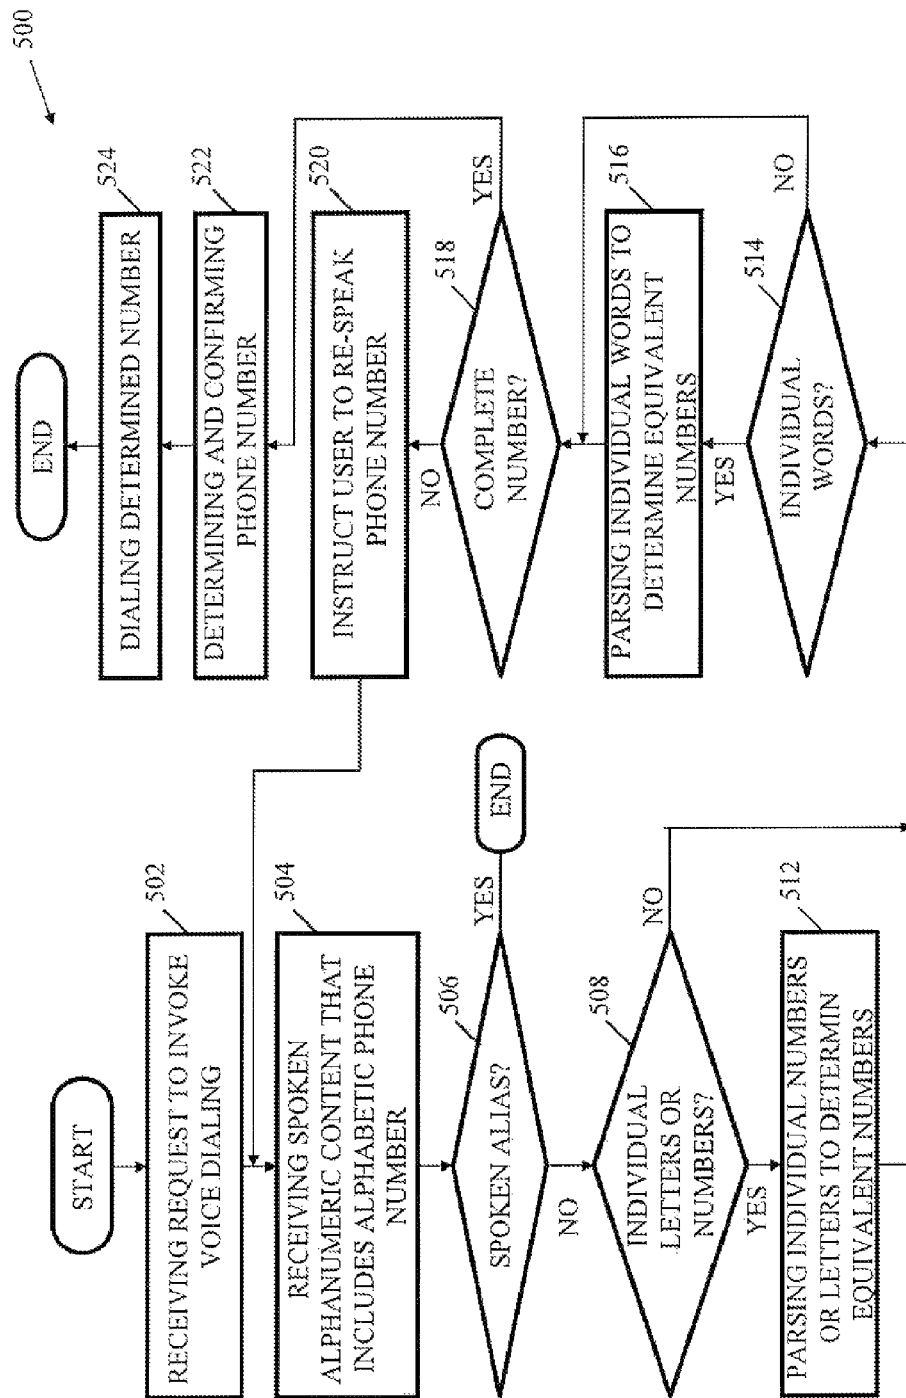 500
START
RECEIVING REQUEST TO INVOKE
VOICE DIALING
502
RECEIVING SPOKEN
ALPHANUMERIC CONTENT THAT
INCLUDES ALPHABETIC PHONE
NUMBER
504
SPOKEN ALIAS?
506
YES
END
NO
INDIVIDUAL
LETTERS OR
NUMBERS?
508
NO
YES
PARSING INDIVIDUAL NUMBERS
OR LETTERS TO DETERMIN
EQUIVALENT NUMBERS
512
END
DIALING DETERMINED NUMBER
524
DETERMINING AND CONFIRMING
PHONE NUMBER
522
INSTRUCT USER TO RE-SPEAK
PHONE NUMBER
520
NO
COMPLETE
NUMBER?
518
YES
PARSING INDIVIDUAL WORDS TO
DETERMINE EQUIVALENT
NUMBERS
516
YES
INDIVIDUAL
WORDS?
514
NO